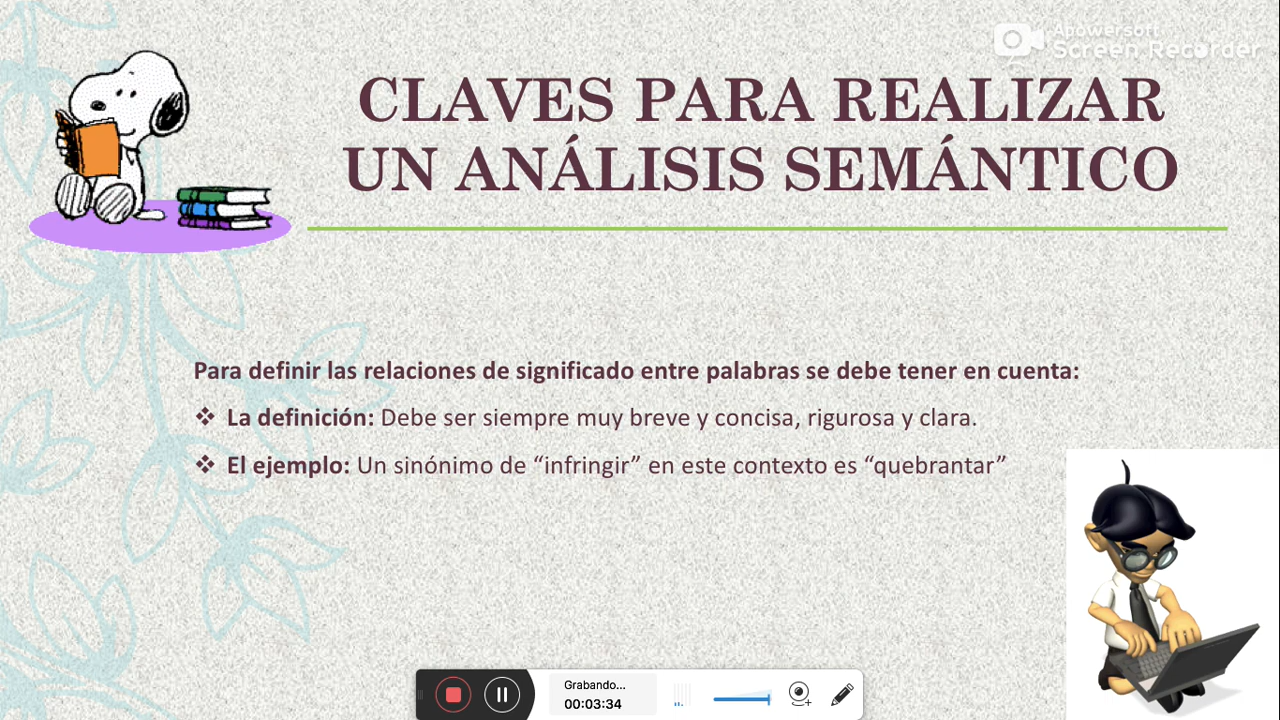 Apowersoft
Screen Recorder
CLAVES PARA REALIZAR
UN ANÁLISIS SEMÁNTICO
Para definir las relaciones de significado entre palabras se debe tener en cuenta:
❖ La definición: Debe ser siempre muy breve y concisa, rigurosa y clara.
❖ El ejemplo: Un sinónimo de “infringir” en este contexto es “quebrantar”
Grabando...
00:03:34